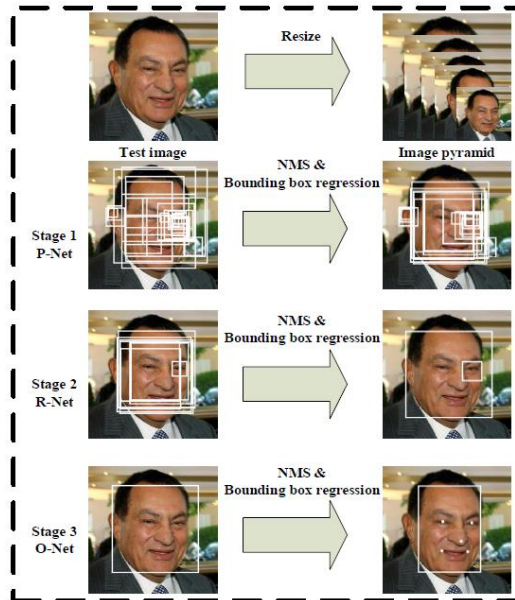 Resize
Test image
Image pyramid
NMS &
Bounding box regression
Stage 1
P-Net
NMS &
Bounding box regression
Stage 2
R-Net
NMS &
Bounding box regression
Stage 3
O-Net